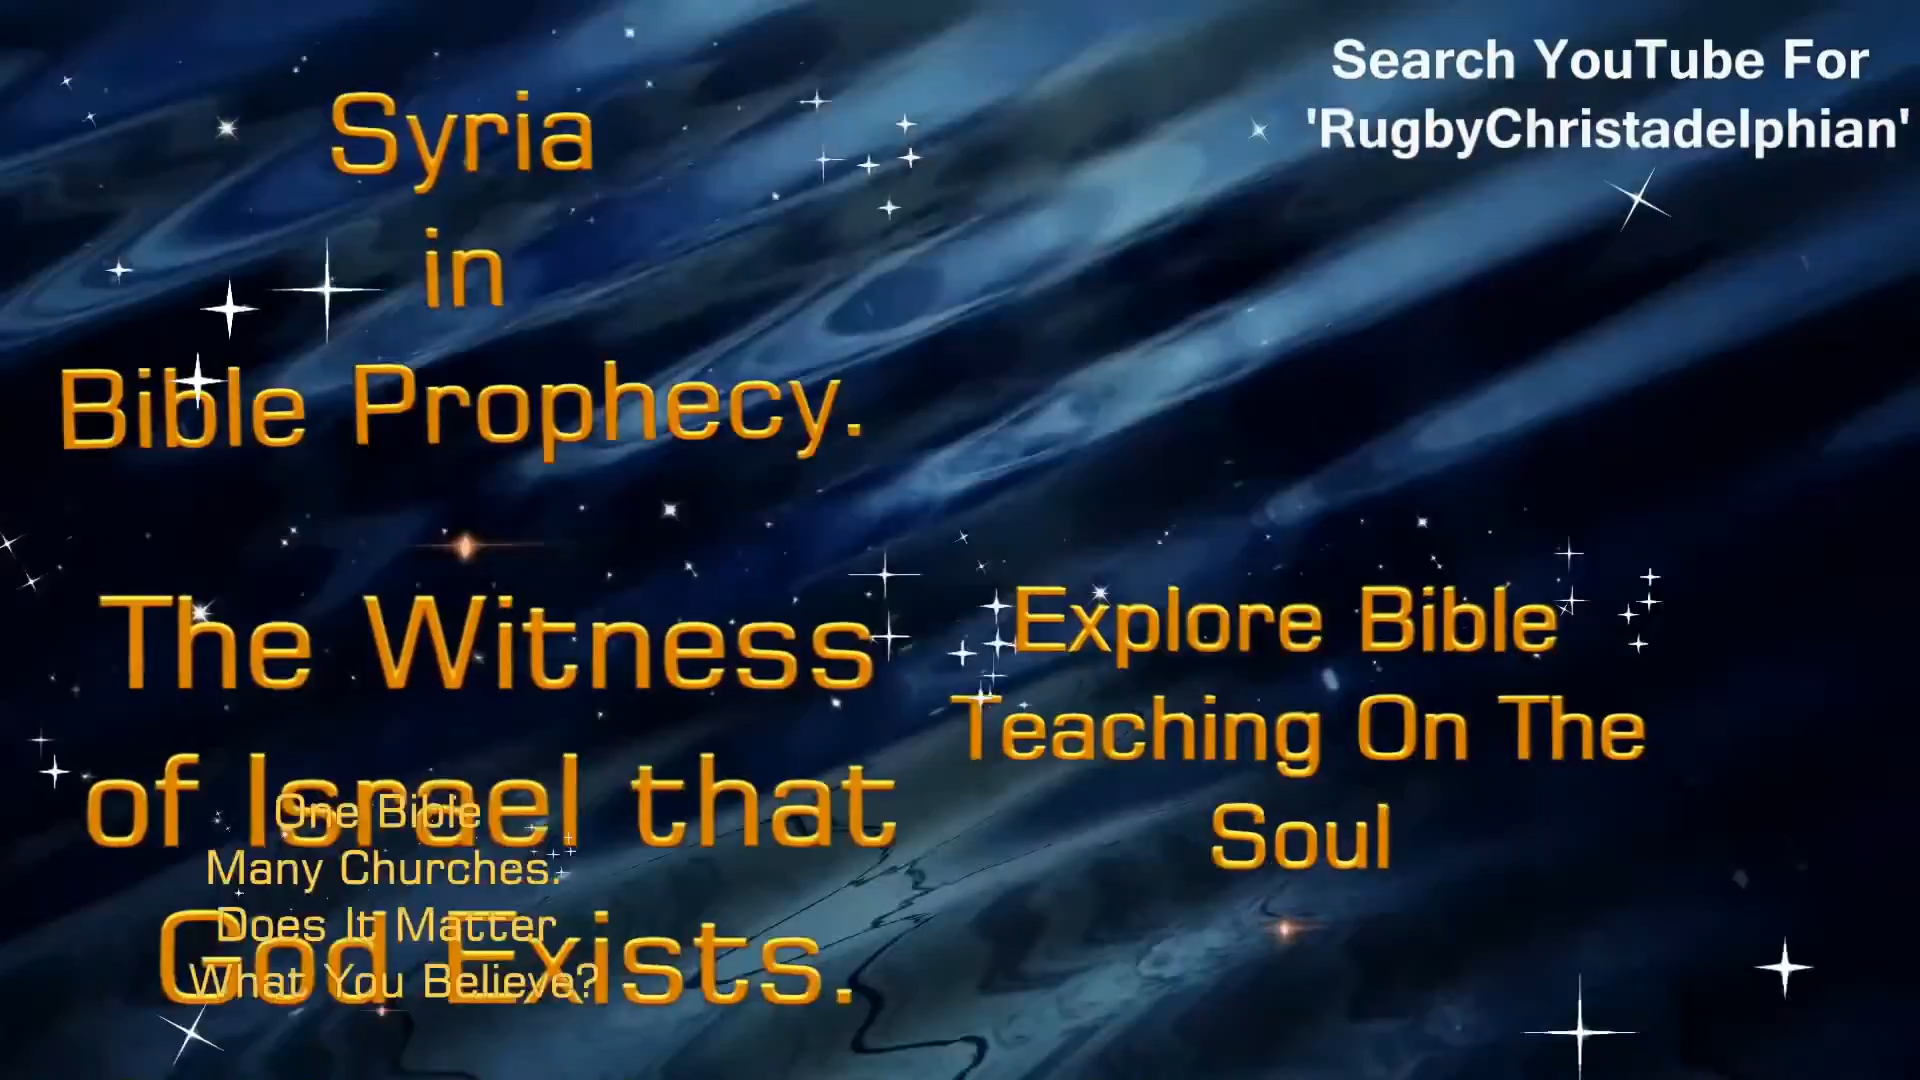 Search YouTube For
'RugbyChristadelphian'
Syria
in
Bible Prophecy.
The Witness
of Israel that
God Exists.
One Bible
Many Churches.
Does It Matter
What You Believe?
Explore Bible
Teaching On The
Soul